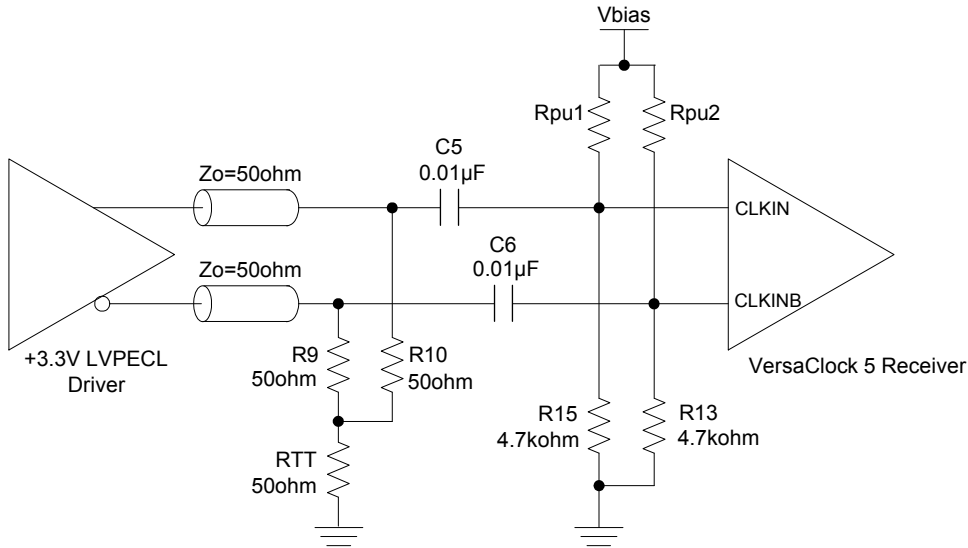 Vbias
Rpu1
Rpu2
C5
0.01µF
Zo=50ohm
CLKIN
C6
0.01µF
Zo=50ohm
CLKINB
+3.3V LVPECL
Driver
R9
50ohm
R10
50ohm
VersaClock 5 Receiver
R15
4.7kohm
R13
4.7kohm
RTT
50ohm